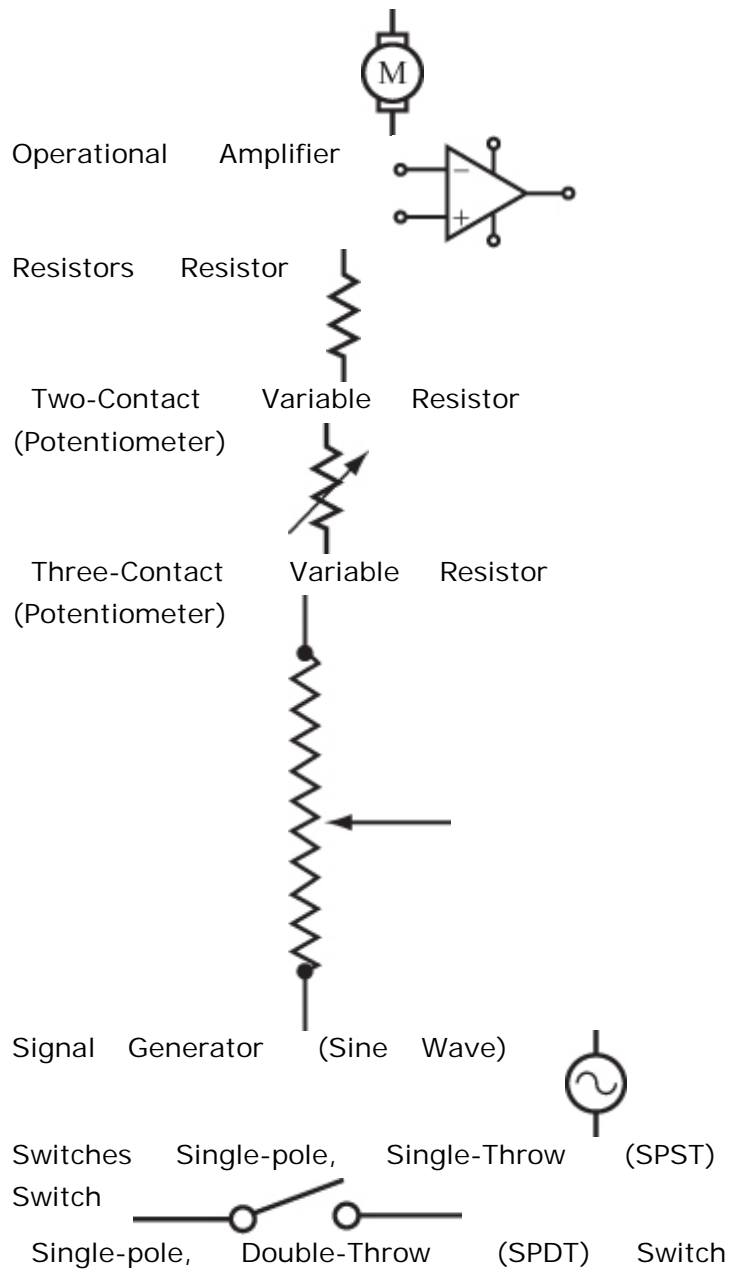 M
Operational Amplifier
−
+
Resistors Resistor
Two-Contact Variable Resistor
(Potentiometer)
Three-Contact Variable Resistor
(Potentiometer)
Signal Generator (Sine Wave)
Switches Single-pole, Single-Throw (SPST)
Switch
Single-pole, Double-Throw (SPDT) Switch